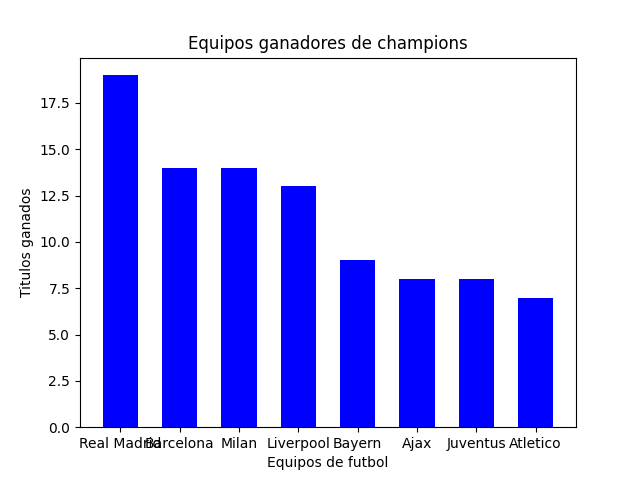 Equipos ganadores de champions
Titulos ganados
17.5
15.0
12.5
10.0
7.5
5.0
2.5
0.0
Real Madrid Barcelona Milan Liverpool Bayern Ajax Juventus Atletico
Equipos de futbol